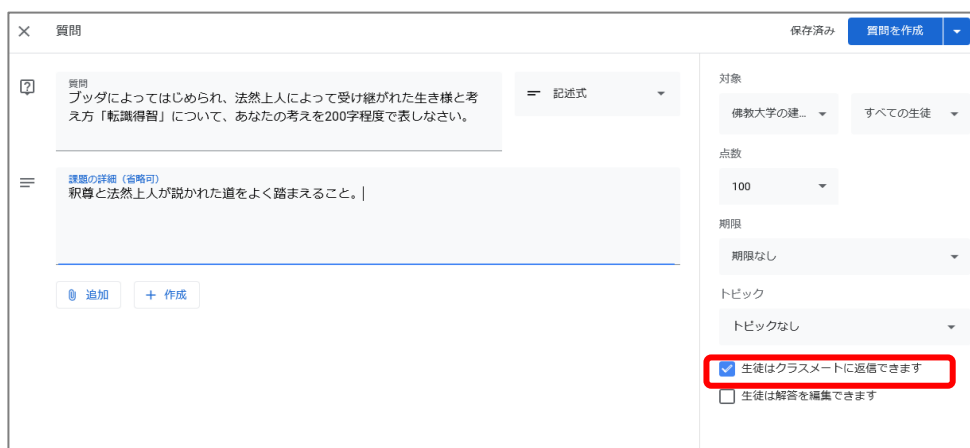 質問
保存済み
質問を作成
質問
ブッダによってはじめられ、法然上人によって受け継がれた生き様と考
え方「転識得智」について、あなたの考えを200字程度で表しなさい。
記述式
課題の詳細（省略可）
釈尊と法然上人が説かれた道をよく踏まえること。
追加
作成
対象
佛教大学の建...
すべての生徒
点数
100
期限
期限なし
トピック
トピックなし
生徒はクラスメートに返信できます
生徒は解答を編集できます